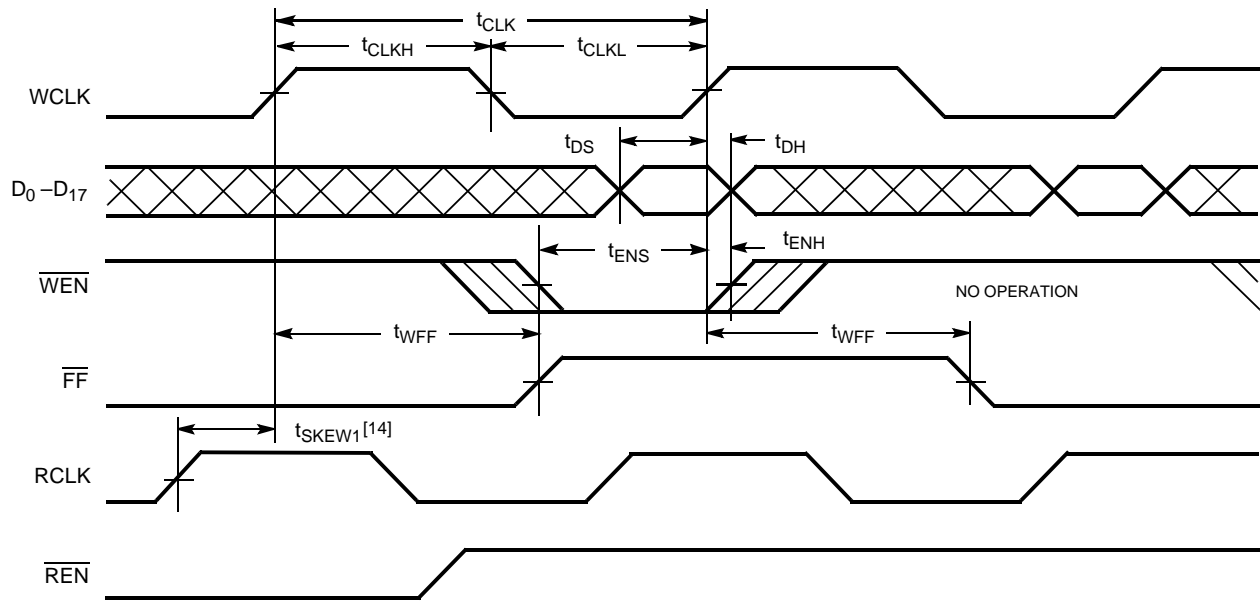 tCLK
tCLKH
tCLKL
WCLK
tDS
tDH
D0 –D17
tENS
tENH
WEN
NO OPERATION
tWFF
tWFF
FF
tSKEW1[14]
RCLK
REN